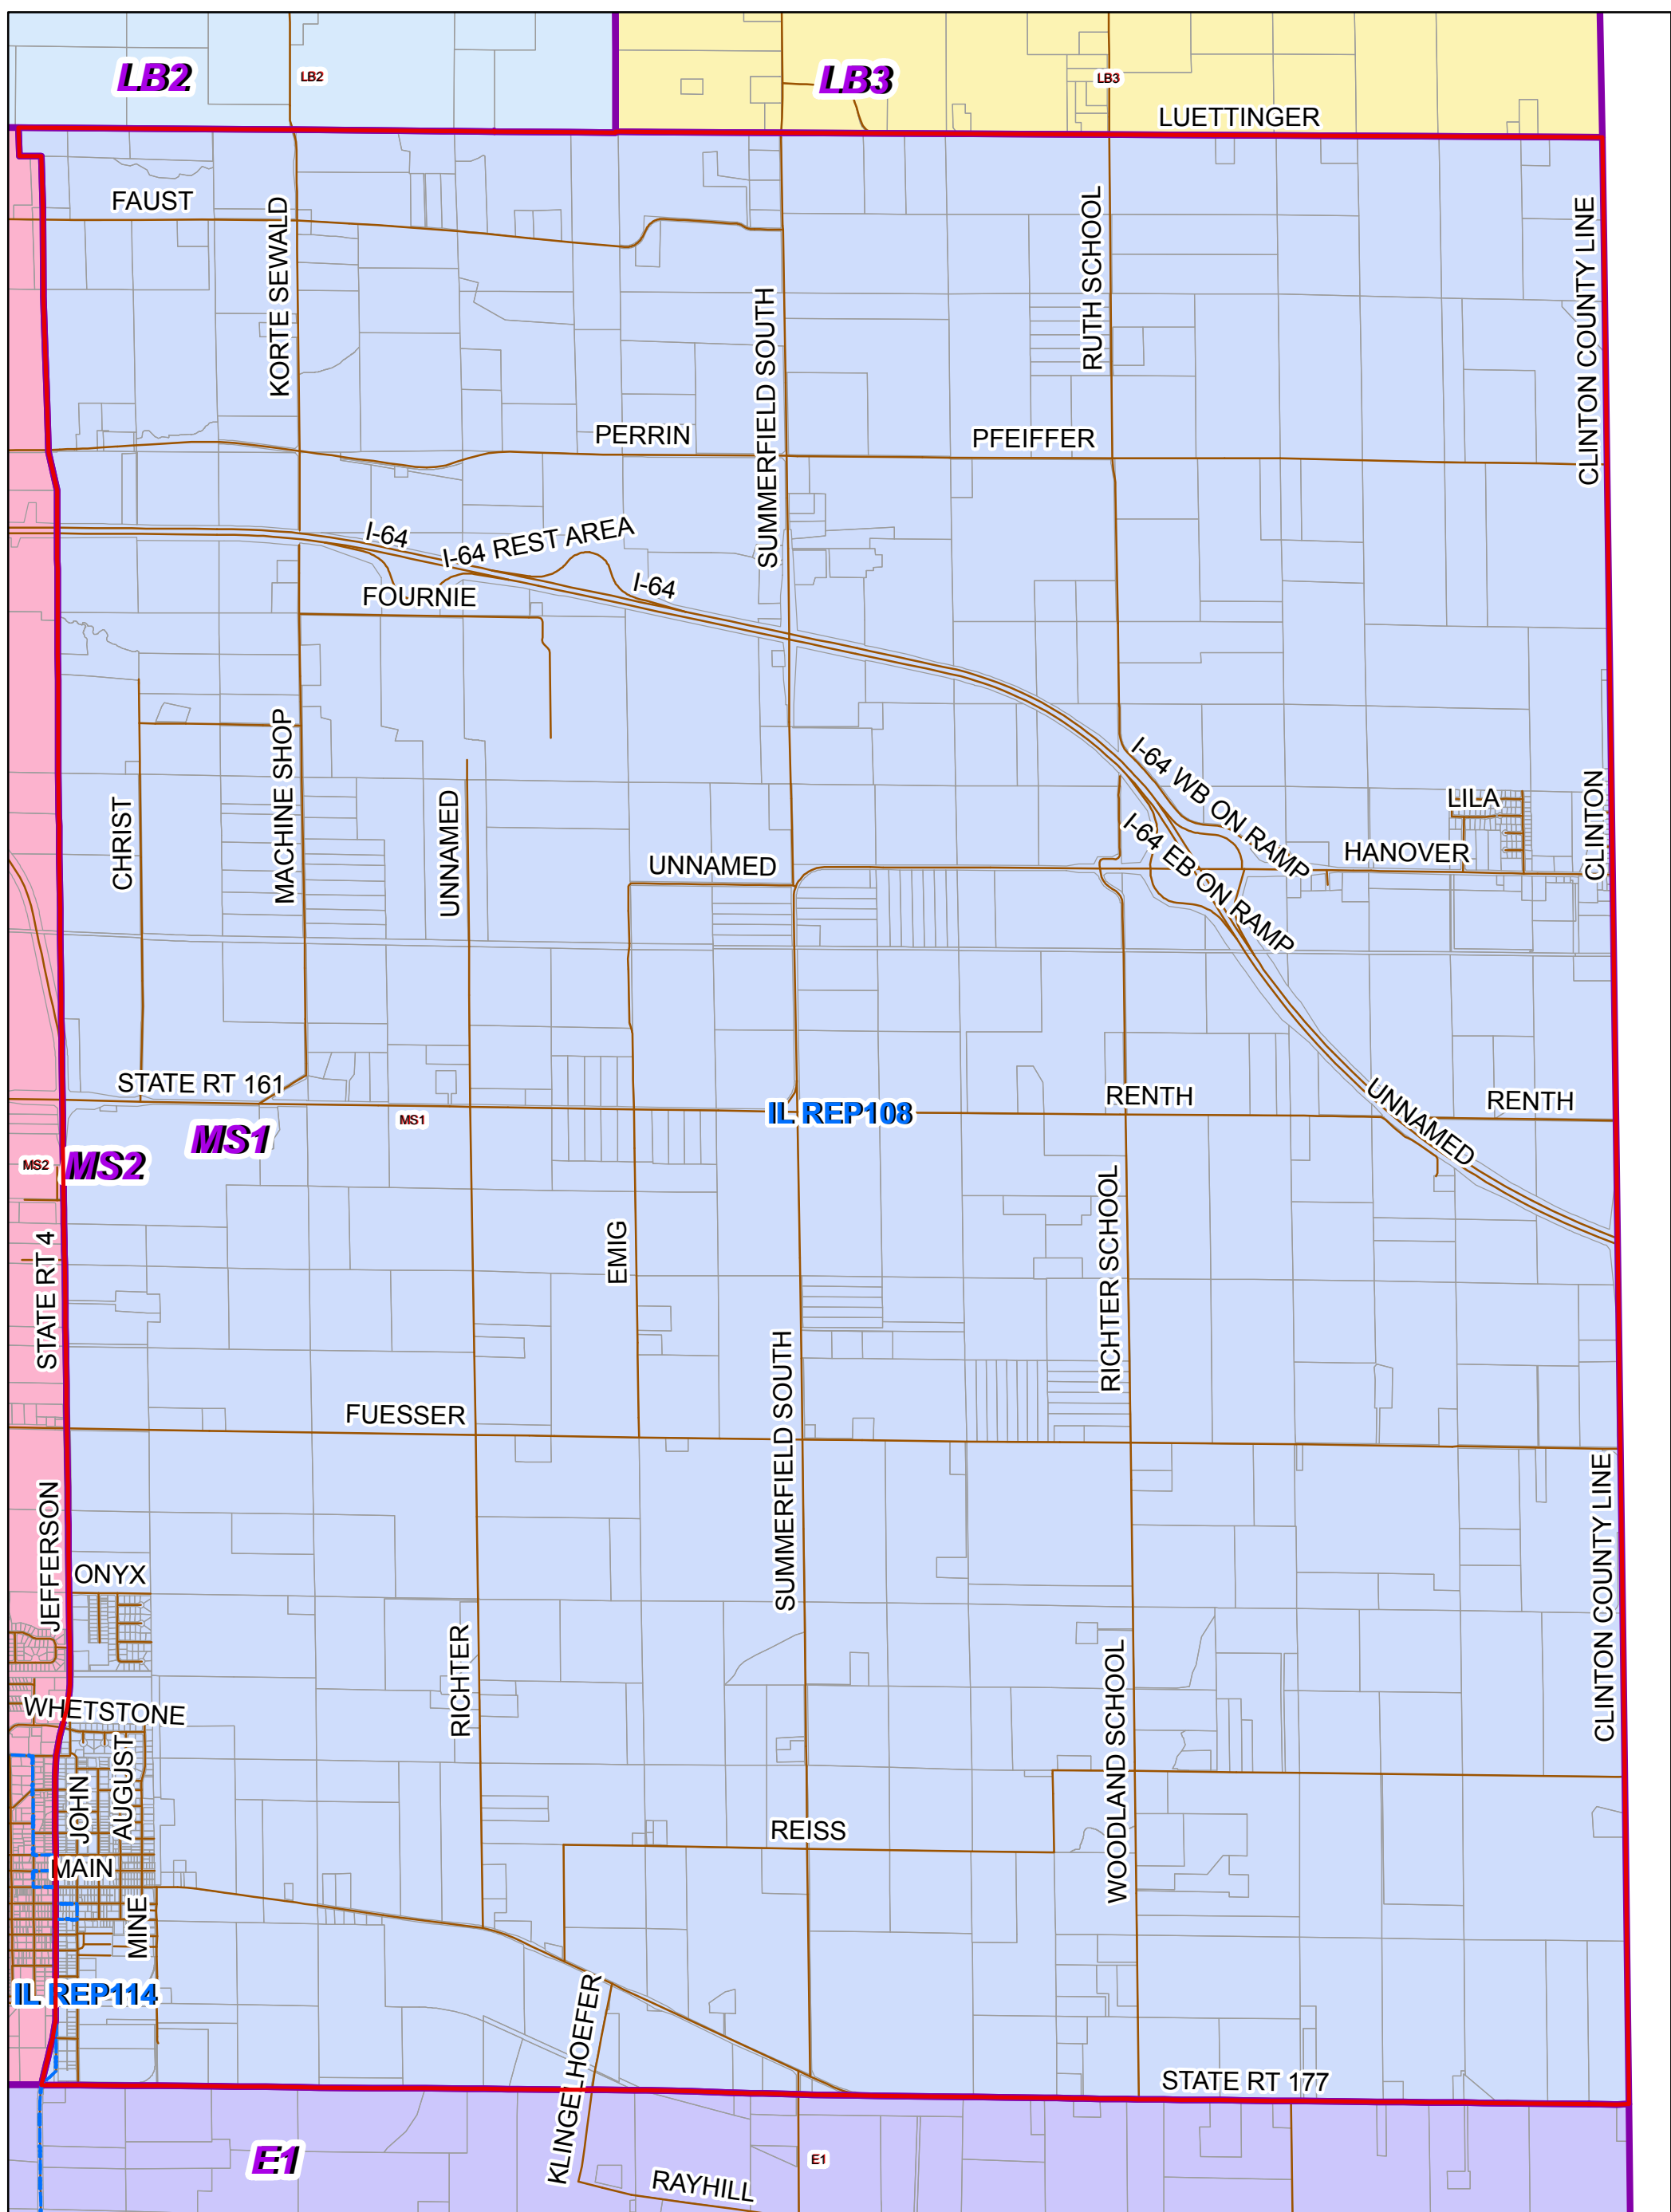 LB2
LB2
LB3
LB3
LUETTINGER
FAUST
KORTE SEWALD
SUMMERFIELD SOUTH
RUTH SCHOOL
CLINTON COUNTY LINE
PERRIN
PFEIFFER
I-64
I-64 REST AREA
I-64
FOURNIE
CHRIST
MACHINE SHOP
UNNAMED
UNNAMED
I-64 WB ON RAMP
I-64 EB ON RAMP
LILA
HANOVER
CLINTON
STATE RT 161
MS1
MS1
IL REP108
RENTH
UNNAMED
RENTH
MS2
MS2
STATE RT 4
EMIG
RICHTER SCHOOL
SUMMERFIELD SOUTH
FUESSER
CLINTON COUNTY LINE
JEFFERSON
ONYX
RICHTER
WOODLAND SCHOOL
WHETSTONE
JOHN
AUGUST
REISS
MAIN
MINE
IL REP114
KLINGELHOEFER
STATE RT 177
E1
E1
RAYHILL